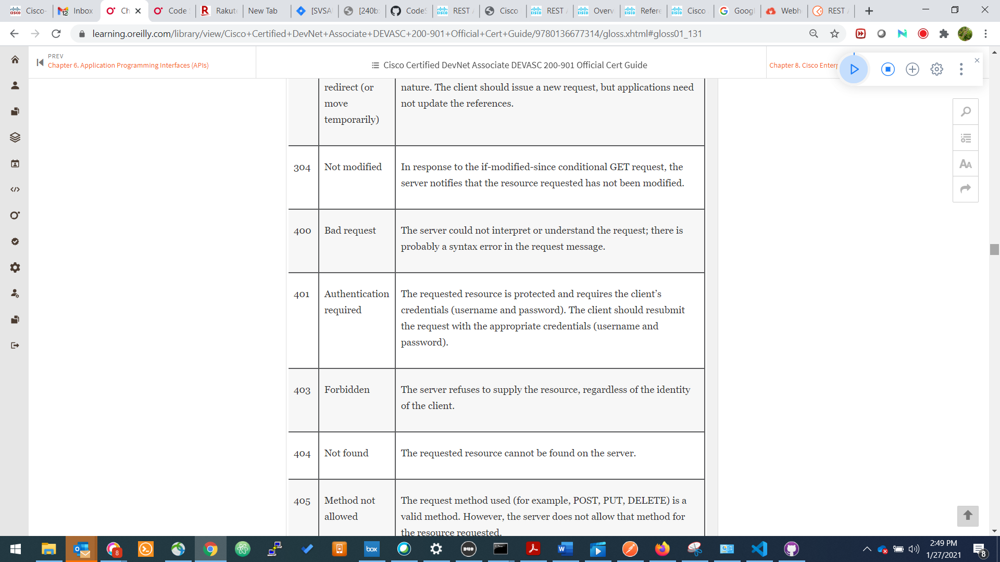 Cisco-
Inbox
Ch
Code
Rakut
New Tab
[SVSA
[240b
CodeS
REST
Cisco
REST
Overv
Refere
Cisco
Googl
Webh
REST
learning.oreilly.com/library/view/Cisco+Certified+DevNet+Associate+DEVASC+200-901+Official+Cert+Guide/9780136677314/gloss.xhtml#gloss01_131
PREV
Chapter 6. Application Programming Interfaces (APIs)
Cisco Certified DevNet Associate DEVASC 200-901 Official Cert Guide
Chapter 8. Cisco Enterp
redirect (or
move
temporarily)
nature. The client should issue a new request, but applications need
not update the references.
304
Not modified
In response to the if-modified-since conditional GET request, the
server notifies that the resource requested has not been modified.
400
Bad request
The server could not interpret or understand the request; there is
probably a syntax error in the request message.
401
Authentication
required
The requested resource is protected and requires the client’s
credentials (username and password). The client should resubmit
the request with the appropriate credentials (username and
password).
403
Forbidden
The server refuses to supply the resource, regardless of the identity
of the client.
404
Not found
The requested resource cannot be found on the server.
405
Method not
allowed
The request method used (for example, POST, PUT, DELETE) is a
valid method. However, the server does not allow that method for
the resource requested.
AA
8
box
DUO
2:49 PM
1/27/2021
8